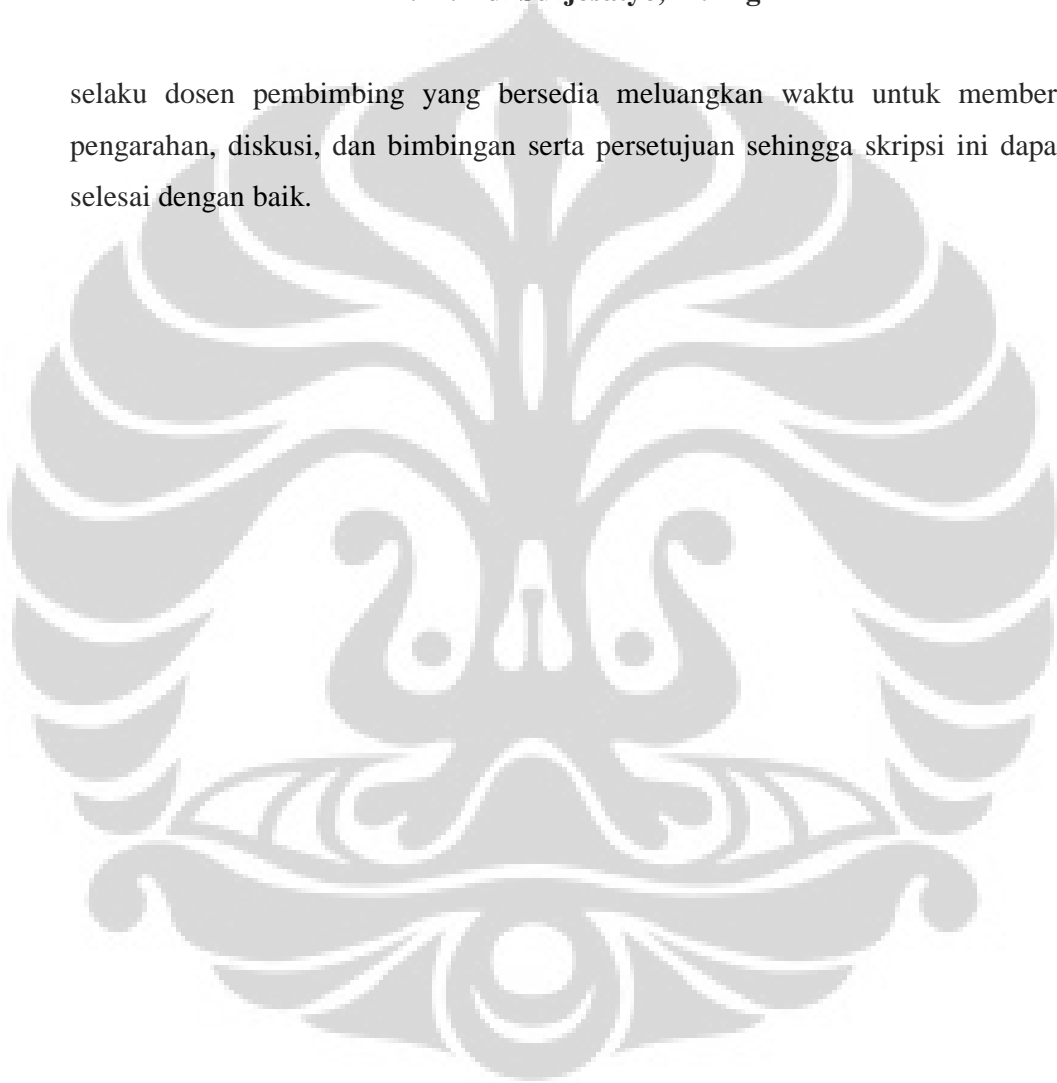 Surjosatyo,
selaku dosen pembimbing yang bersedia meluangkan waktu untuk member
pengarahan, diskusi, dan bimbingan serta persetujuan sehingga skripsi ini dapa
selesai dengan baik.